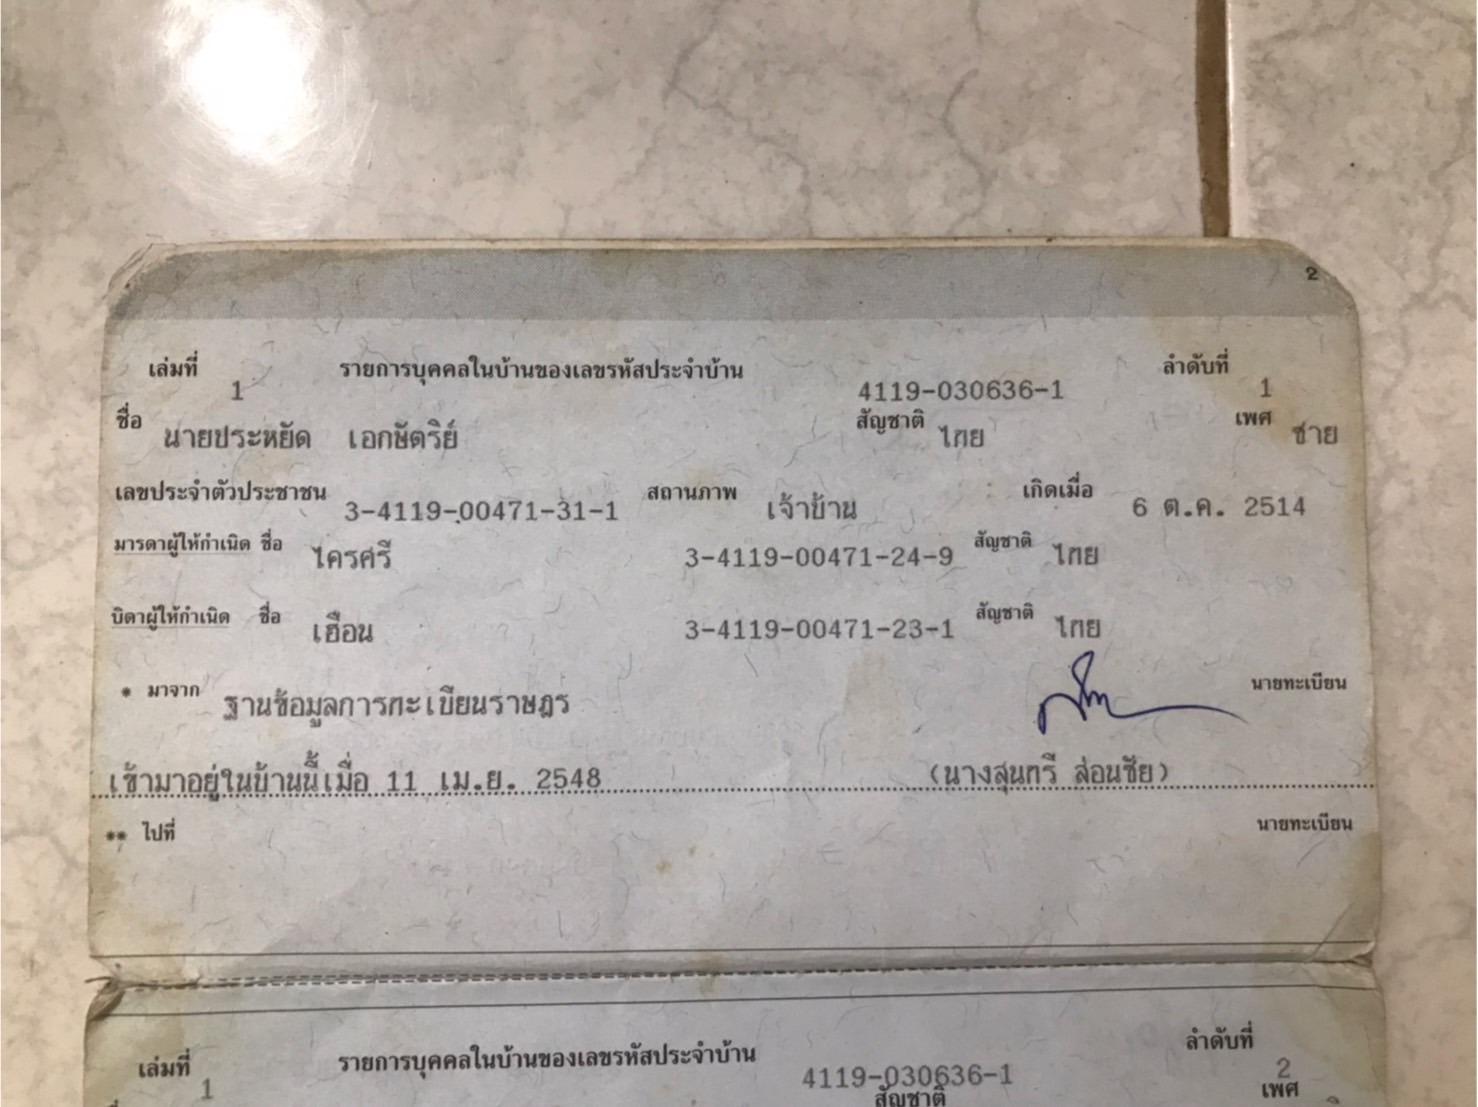 2
เล่มที่ 1 รายการบุคคลในบ้านของเลขรหัสประจำบ้าน 4119-030636-1 ลำดับที่ 1
ชื่อ นายประหยัด เอกษัตริย์ สัญชาติ ไทย เพศ ชาย
เลขประจำตัวประชาชน 3-4119-00471-31-1 สถานภาพ เจ้าบ้าน เกิดเมื่อ 6 ต.ค. 2514
มารดาผู้ให้กำเนิด ชื่อ ไครศรี 3-4119-00471-24-9 สัญชาติ ไทย
บิดาผู้ให้กำเนิด ชื่อ เฮือน 3-4119-00471-23-1 สัญชาติ ไทย
* มาจาก ฐานข้อมูลการทะเบียนราษฎร นายทะเบียน
เข้ามาอยู่ในบ้านนี้เมื่อ 11 เม.ย. 2548 (นางสุนทรี ล่อนชัย)
** ไปที่ นายทะเบียน
เล่มที่ 1 รายการบุคคลในบ้านของเลขรหัสประจำบ้าน 4119-030636-1 ลำดับที่ 2
สัญชาติ เพศ